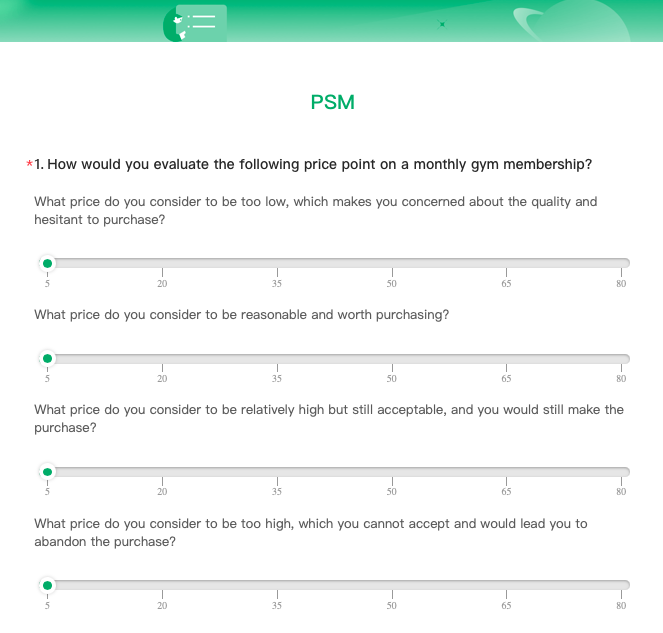 PSM
*1. How would you evaluate the following price point on a monthly gym membership?
What price do you consider to be too low, which makes you concerned about the quality and
hesitant to purchase?
5 20 35 50 65 80
What price do you consider to be reasonable and worth purchasing?
5 20 35 50 65 80
What price do you consider to be relatively high but still acceptable, and you would still make the
purchase?
5 20 35 50 65 80
What price do you consider to be too high, which you cannot accept and would lead you to
abandon the purchase?
5 20 35 50 65 80